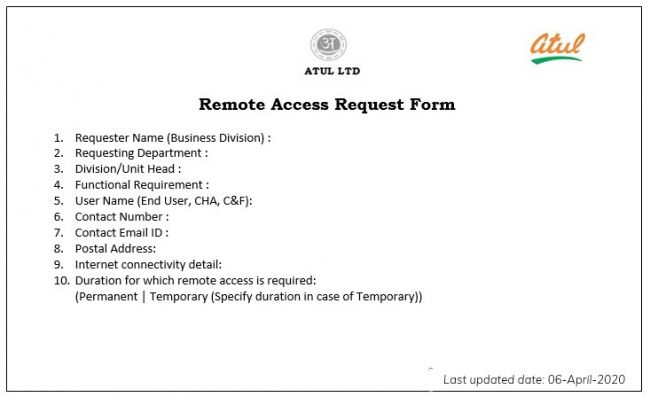 अ
atul
ATUL LTD
Remote Access Request Form
1. Requester Name (Business Division) :
2. Requesting Department :
3. Division/Unit Head :
4. Functional Requirement :
5. User Name (End User, CHA, C&F):
6. Contact Number :
7. Contact Email ID :
8. Postal Address:
9. Internet connectivity detail:
10. Duration for which remote access is required:
(Permanent | Temporary (Specify duration in case of Temporary))
Last updated date: 06-April-2020